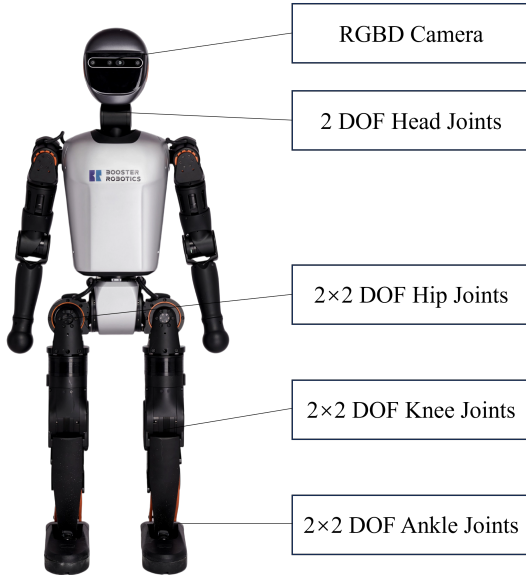 RGBD Camera
2 DOF Head Joints
BOOSTER
ROBOTICS
2×2 DOF Hip Joints
2×2 DOF Knee Joints
2×2 DOF Ankle Joints